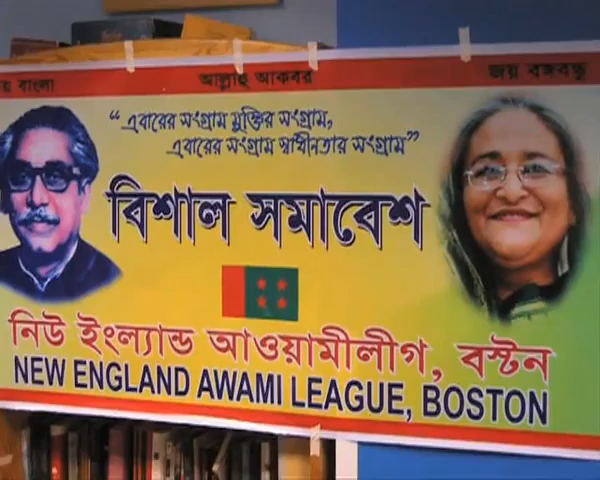 য় বাংলা আল্লাহু আকবর জয় বঙ্গবন্ধু
“ এবারের সংগ্রাম মুক্তির সংগ্রাম,
এবারের সংগ্রাম স্বাধীনতার সংগ্রাম”
বিশাল সমাবেশ
নিউ ইংল্যান্ড আওয়ামীলীগ, বস্টন
NEW ENGLAND AWAMI LEAGUE, BOSTON